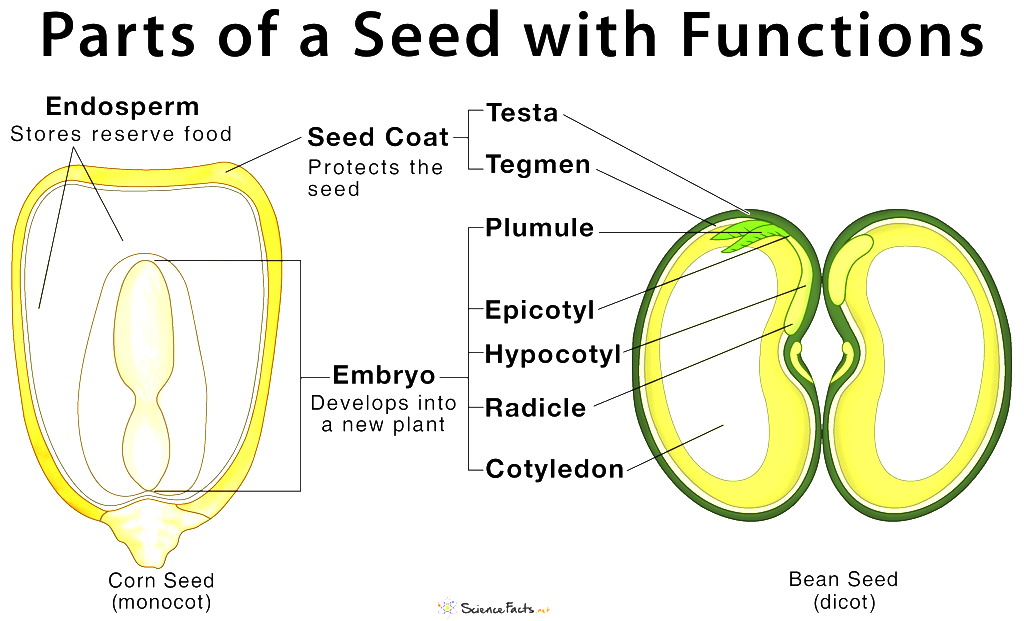 Parts of a Seed with Functions
Endosperm
Stores reserve food
Seed Coat
Protects the
seed
Testa
Tegmen
Plumule
Epicotyl
Hypocotyl
Radicle
Cotyledon
Embryo
Develops into
a new plant
Corn Seed
(monocot)
Bean Seed
(dicot)
ScienceFacts.net